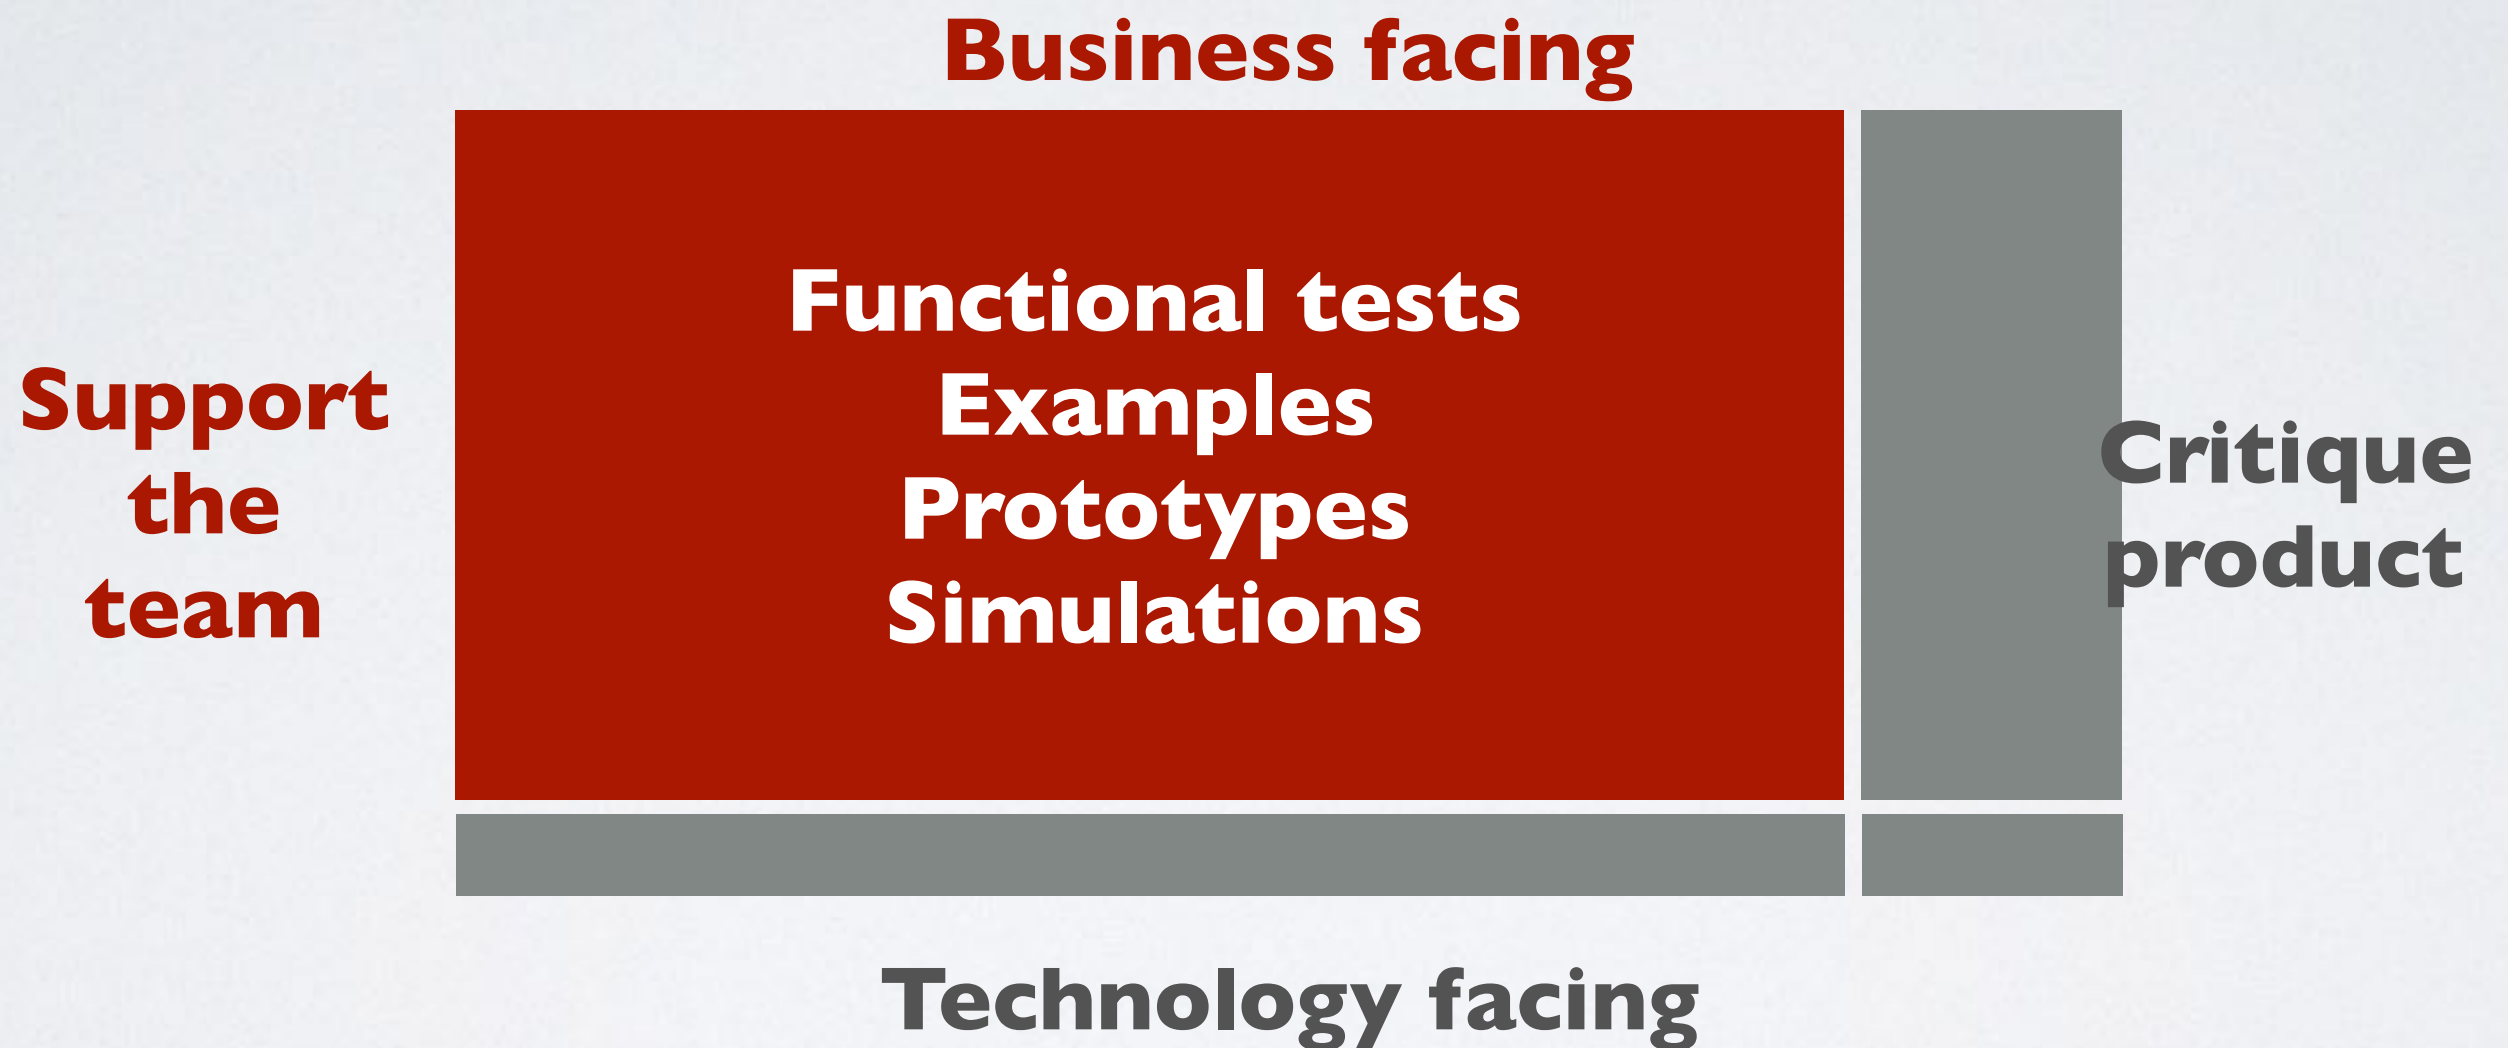 Business facing
Functional tests
Examples
Prototypes
Simulations
Support
the
team
Critique
product
Technology facing